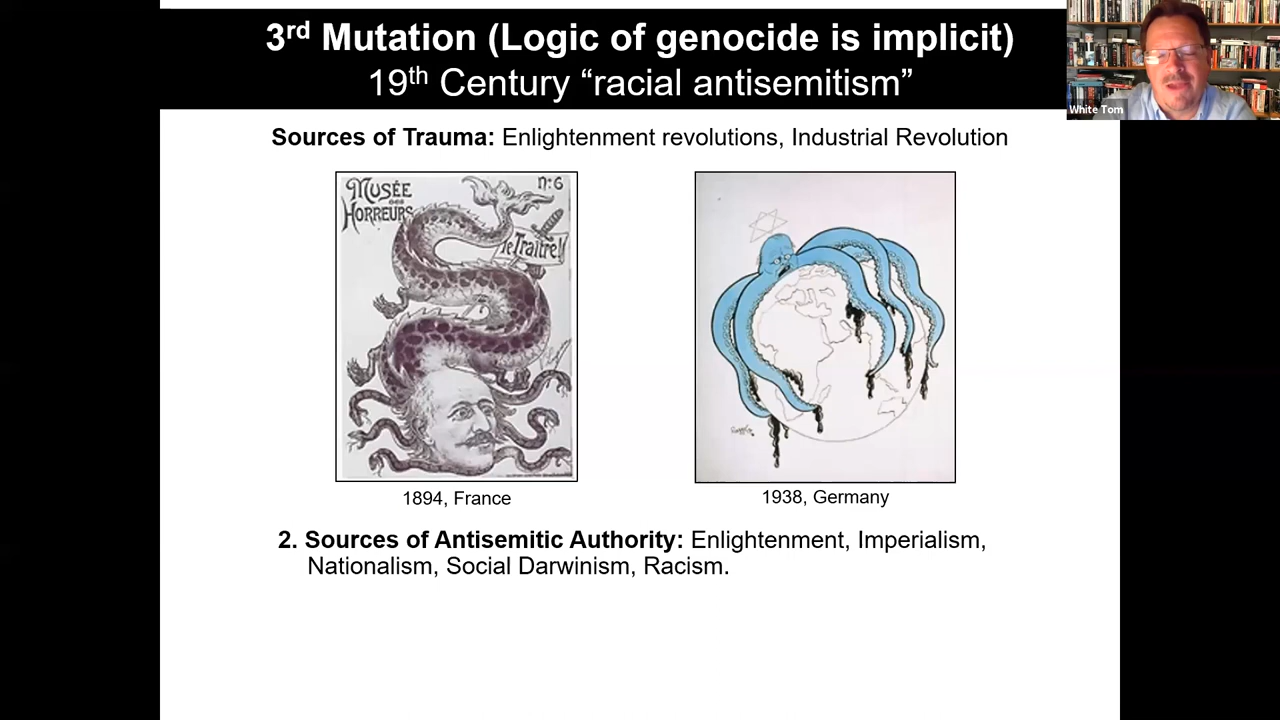 3rd Mutation (Logic of genocide is implicit)
19th Century “racial antisemitism”
White Tom
Sources of Trauma: Enlightenment revolutions, Industrial Revolution
MUSÉE
DES
HORREURS
N:6
le Traître!
1894, France
1938, Germany
2. Sources of Antisemitic Authority: Enlightenment, Imperialism,
Nationalism, Social Darwinism, Racism.